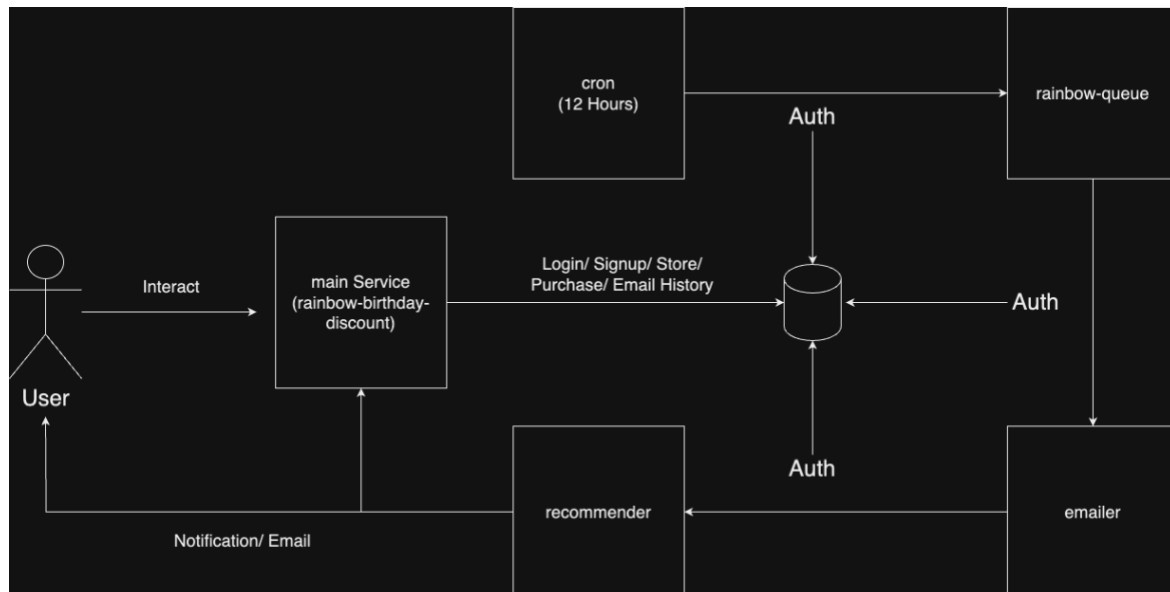 cron
(12 Hours)
rainbow-queue
Auth
Login/ Signup/ Store/
Purchase/ Email History
main Service
(rainbow-birthday-
discount)
Interact
Auth
User
Auth
recommender
emailer
Notification/ Email